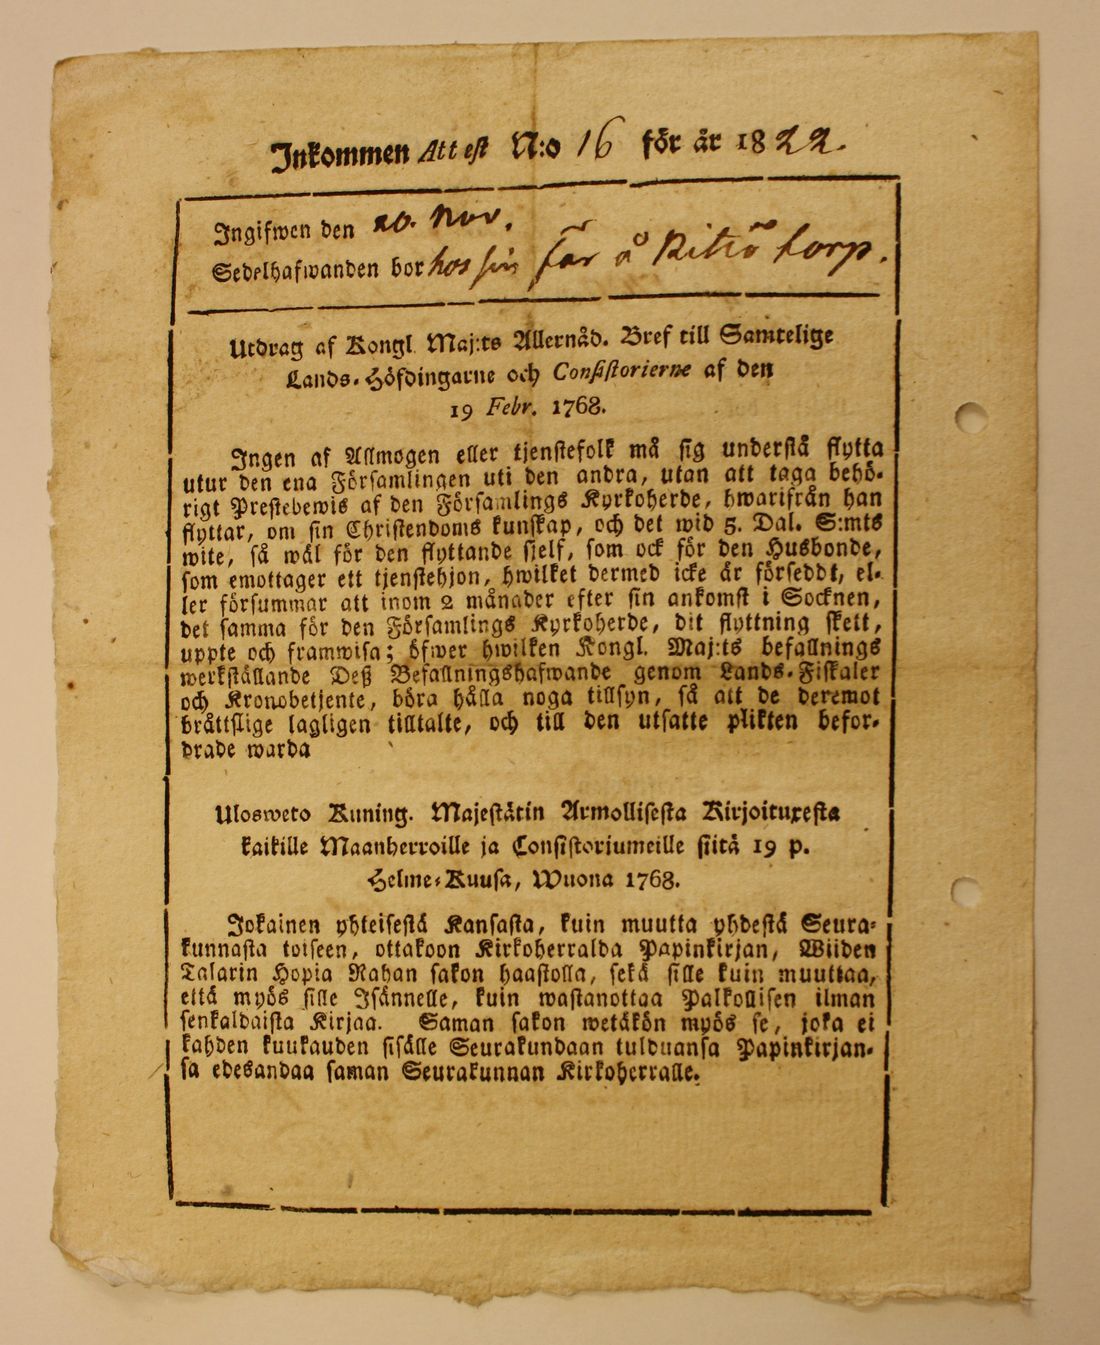 Inkommen Attest N:o 16 för år 1822.
Ingifwen den 20. Nov.
Sedelhafwanden bor hos sin far å Ritiö torp.
Utdrag af Kongl. Maj:ts Allernåd. Bref till Samtelige
Lands-Höfdingarne och Consistorierne af den
19 Febr. 1768.
Ingen af Allmogen eller tjenstefolk må sig understå flytta
utur den ena Församlingen uti den andra, utan att taga behö-
rigt Prestebewis af den Församlings Kyrkoherde, hwarifrån han
flyttar, om sin Christendoms kunskap, och det wid 5. Dal. S:mts
wite, så wäl för den flyttande sjelf, som ock för den Husbonde,
som emottager ett tjenstehjon, hwilket dermed icke är förseddt, el-
ler försummar att inom 2 månader efter sin ankomst i Socknen,
det samma för den Församlings Kyrkoherde, dit flyttning skett,
uppte och framwisa; öfwer hwilken Kongl. Maj:ts befallnings
werkställande Deß Befallningshafwande genom Lands-Fiskaler
och Kronobetjente, böra hålla noga tillsyn, så att de deremot
bråttslige lagligen tilltalte, och till den utsatte plikten befor-
drade warda
Ulosweto Kuning. Majestätin Armollisesta Kirjoituxesta
kaikille Maanherroille ja Consistoriumeille siitä 19 p.
Helme-Kuusa, Wuona 1768.
Jokainen yhteisestä Kansasta, kuin muutta yhdestä Seura-
kunnasta toiseen, ottakoon Kirkoherralda Papinkirjan, Wiiden
Talarin Hopia Rahan sakon haastolla, sekä sille kuin muuttaa,
että myös sille Isännelle, kuin wastanottaa Palkollisen ilman
senkaldaista Kirjaa. Saman sakon wetäkön myös se, joka ei
kahden kuukauden sisälle Seurakundaan tulduansa Papinkirjan-
sa edesandaa saman Seurakunnan Kirkoherralle.